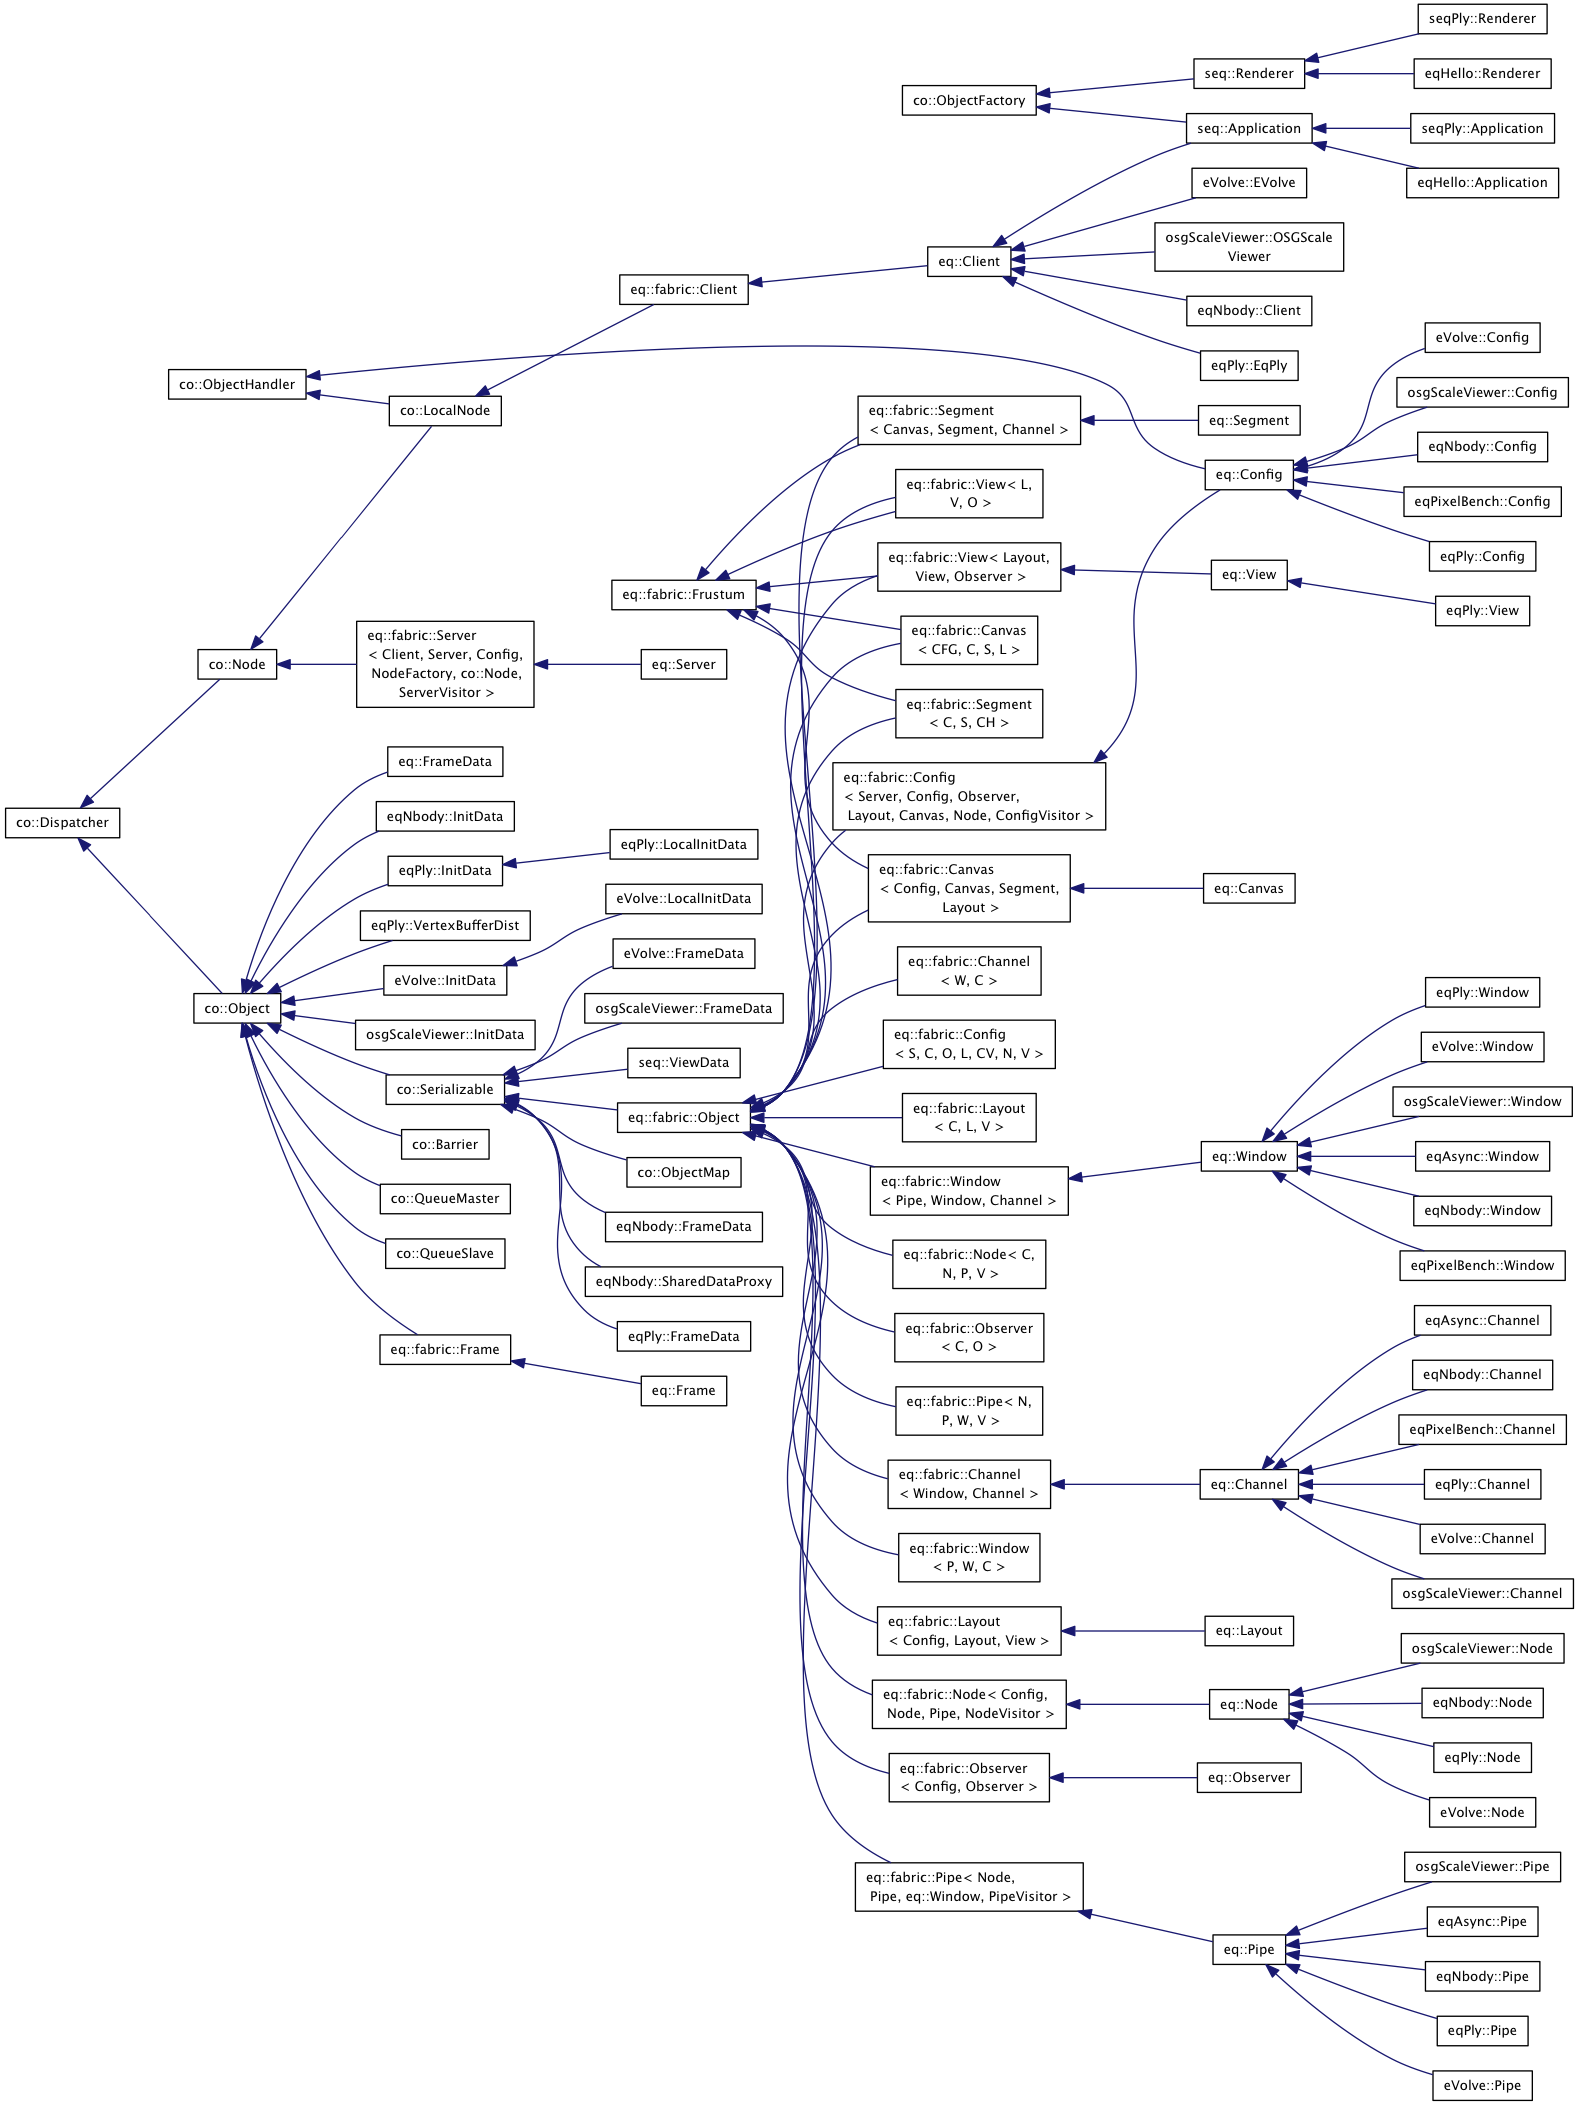 seqPly::Renderer
seq::Renderer
eqHello::Renderer
co::ObjectFactory
seq::Application
seqPly::Application
eqHello::Application
eVolve::EVolve
osgScaleViewer::OSGScale
Viewer
eq::Client
eq::fabric::Client
eqNbody::Client
eqPly::EqPly
co::ObjectHandler
co::LocalNode
eVolve::Config
osgScaleViewer::Config
eqNbody::Config
eqPixelBench::Config
eqPly::Config
eq::Config
eq::fabric::Segment
< Canvas, Segment, Channel >
eq::Segment
eq::fabric::View< L,
V, O >
eq::fabric::View< Layout,
View, Observer >
eq::View
eqPly::View
eq::fabric::Frustum
eq::fabric::Canvas
< CFG, C, S, L >
co::Node
eq::fabric::Server
< Client, Server, Config,
NodeFactory, co::Node,
ServerVisitor >
eq::Server
eq::fabric::Segment
< C, S, CH >
eq::fabric::Config
< Server, Config, Observer,
Layout, Canvas, Node, ConfigVisitor >
eq::FrameData
eqNbody::InitData
co::Dispatcher
eqPly::InitData
eqPly::LocalInitData
eq::fabric::Canvas
< Config, Canvas, Segment,
Layout >
eq::Canvas
eqPly::VertexBufferDist
eVolve::LocalInitData
eVolve::InitData
eVolve::FrameData
eq::fabric::Channel
< W, C >
co::Object
osgScaleViewer::InitData
osgScaleViewer::FrameData
eq::fabric::Config
< S, C, O, L, CV, N, V >
co::Serializable
seq::ViewData
eq::fabric::Object
eq::fabric::Layout
< C, L, V >
co::Barrier
co::ObjectMap
eq::fabric::Window
< Pipe, Window, Channel >
eq::Window
eqPly::Window
eVolve::Window
osgScaleViewer::Window
eqAsync::Window
eqNbody::Window
eqPixelBench::Window
co::QueueMaster
eqNbody::FrameData
eq::fabric::Node< C,
N, P, V >
co::QueueSlave
eqNbody::SharedDataProxy
eq::fabric::Observer
< C, O >
eq::fabric::Frame
eqPly::FrameData
eq::Frame
eq::fabric::Pipe< N,
P, W, V >
eq::fabric::Channel
< Window, Channel >
eq::Channel
eqAsync::Channel
eqNbody::Channel
eqPixelBench::Channel
eqPly::Channel
eVolve::Channel
osgScaleViewer::Channel
eq::fabric::Window
< P, W, C >
eq::fabric::Layout
< Config, Layout, View >
eq::Layout
eq::fabric::Node< Config,
Node, Pipe, NodeVisitor >
eq::Node
osgScaleViewer::Node
eqNbody::Node
eqPly::Node
eVolve::Node
eq::fabric::Observer
< Config, Observer >
eq::Observer
eq::fabric::Pipe< Node,
Pipe, eq::Window, PipeVisitor >
eq::Pipe
osgScaleViewer::Pipe
eqAsync::Pipe
eqNbody::Pipe
eqPly::Pipe
eVolve::Pipe